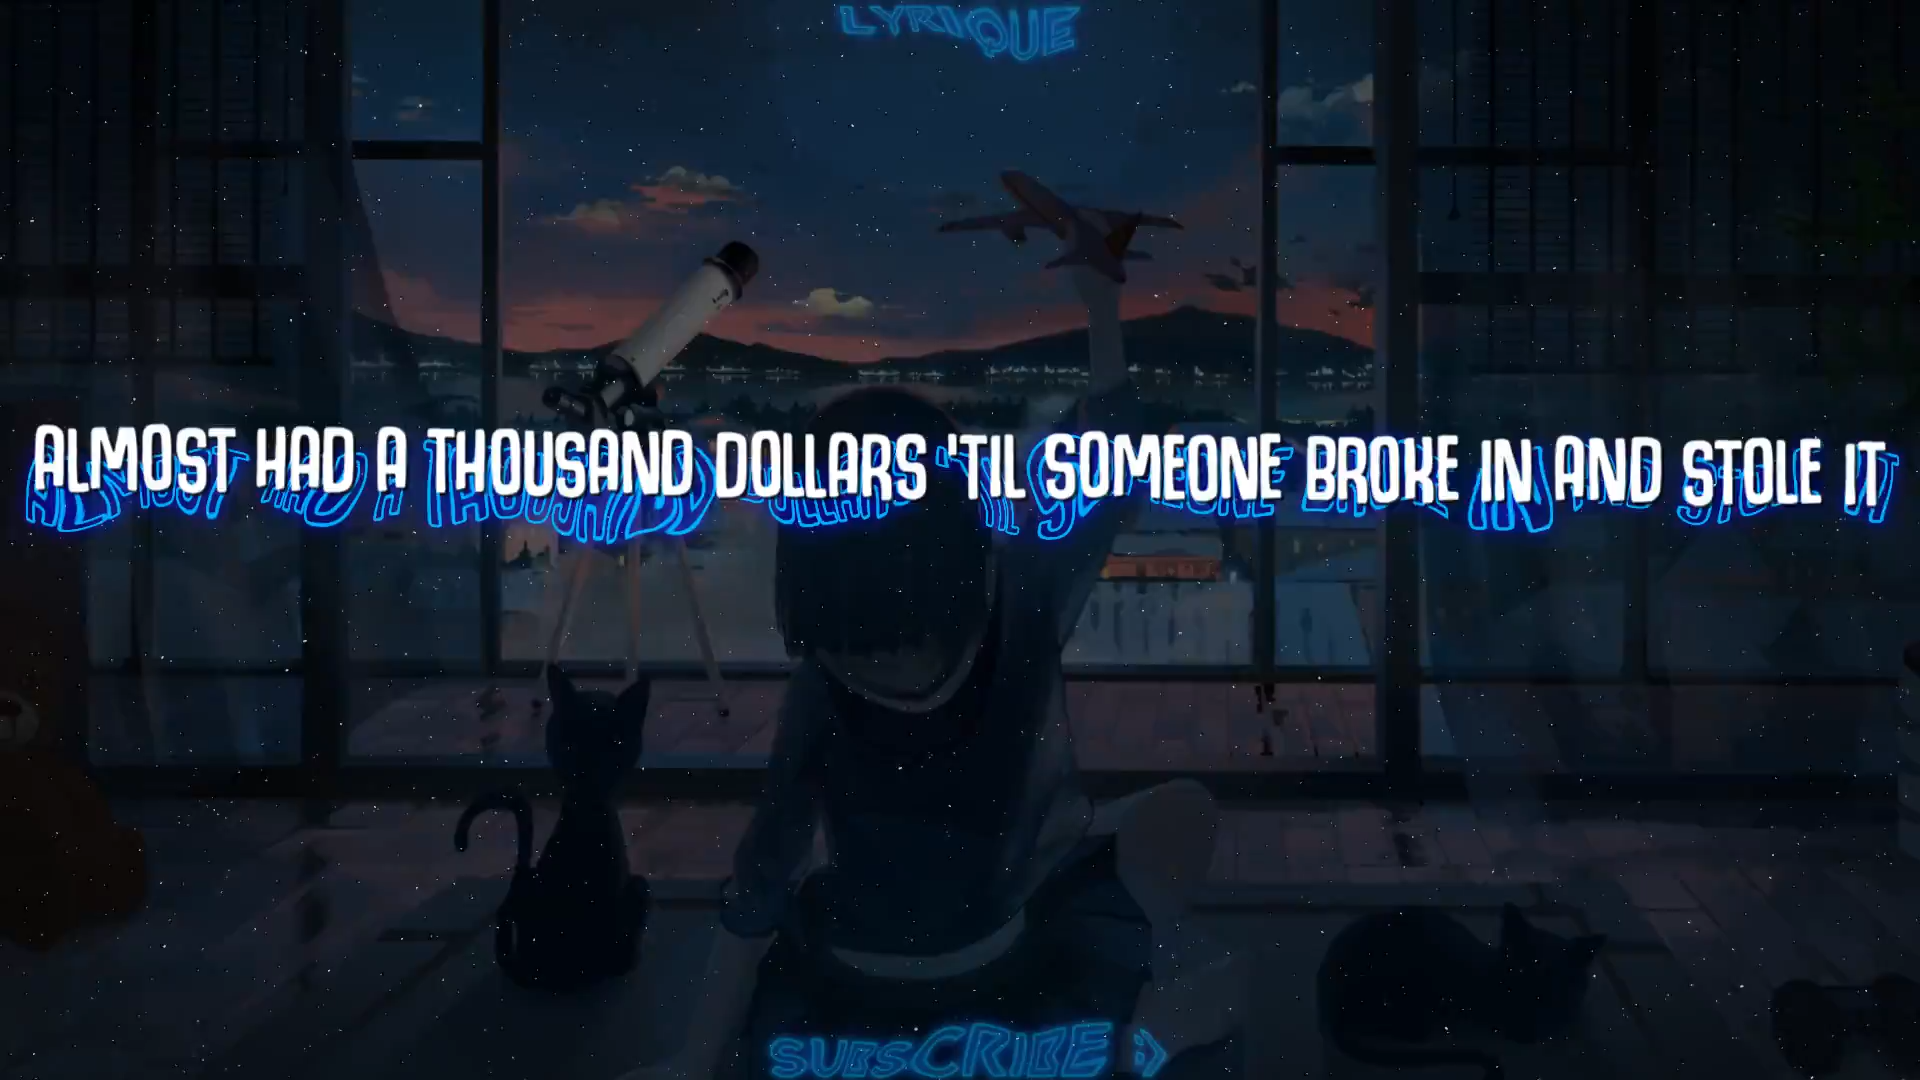 LYRIQUE
ALMOST HAD A THOUSAND DOLLARS 'TIL SOMEONE BROKE IN AND STOLE IT
SUBSCRIBE :)